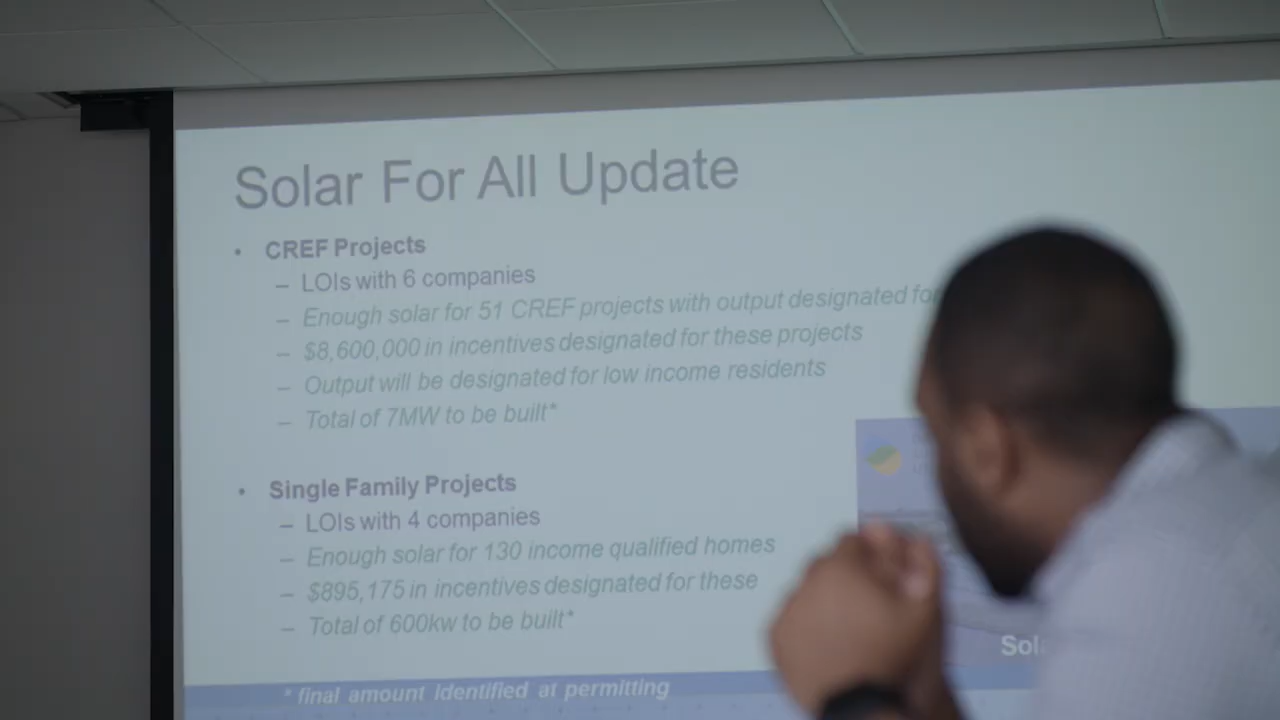 Solar For All Update
• CREF Projects
– LOIs with 6 companies
– Enough solar for 51 CREF projects with output designated for
– $8,600,000 in incentives designated for these projects
– Output will be designated for low income residents
– Total of 7MW to be built*
• Single Family Projects
– LOIs with 4 companies
– Enough solar for 130 income qualified homes
– $895,175 in incentives designated for these
– Total of 600kw to be built*
* final amount identified at permitting